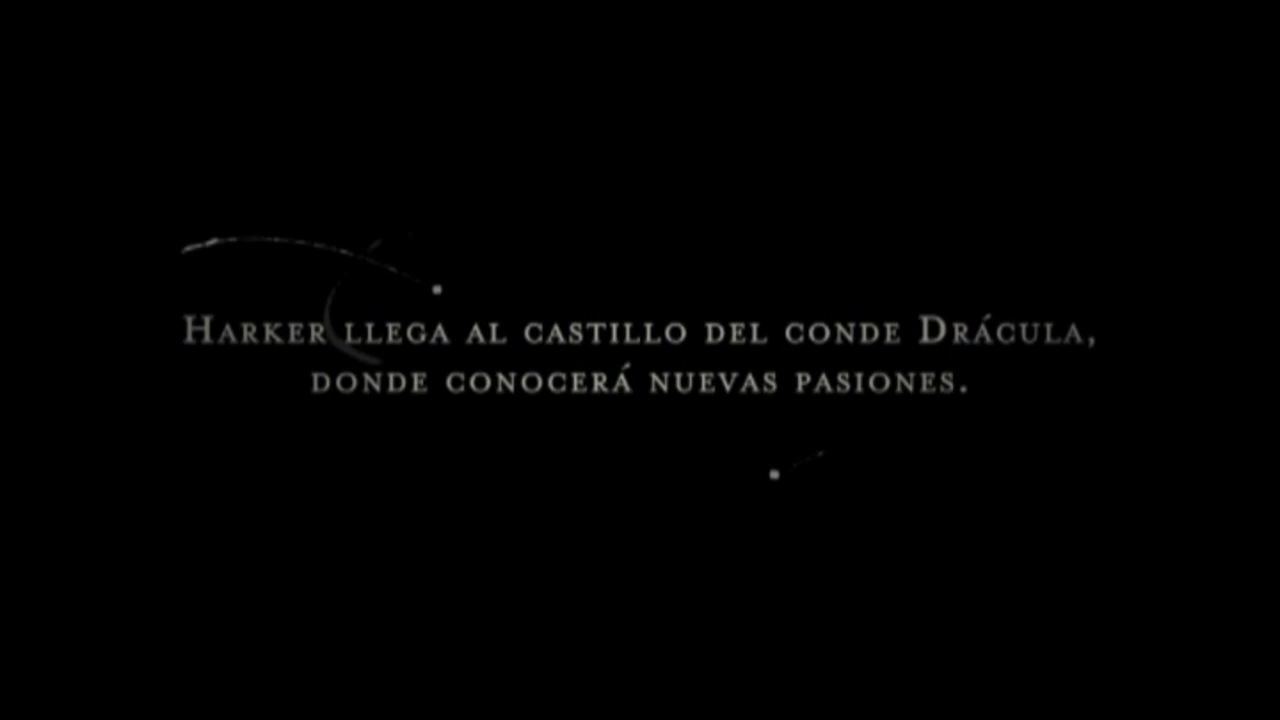 Harker llega al castillo del conde Drácula,
donde conocerá nuevas pasiones.